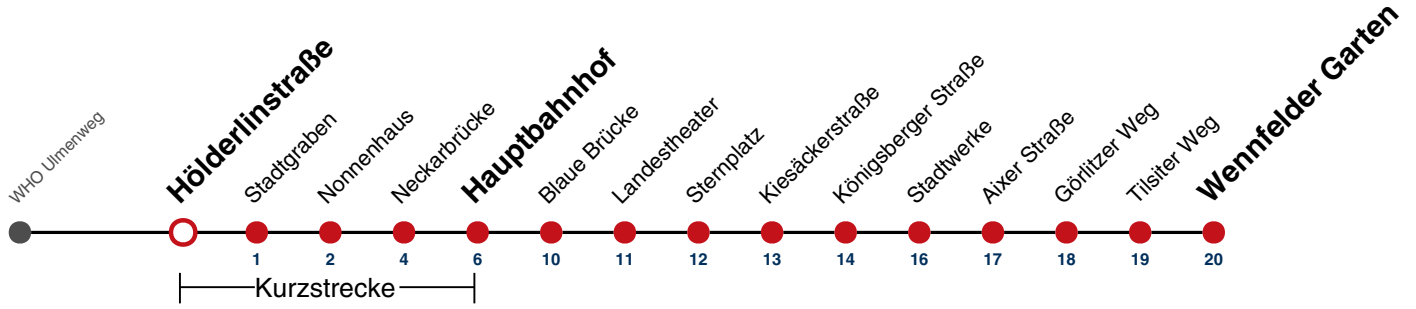 WHO Ulmenweg
Hölderlinstraße
Stadtgraben
Nonnenhaus
Neckarbrücke
Hauptbahnhof
Blaue Brücke
Landestheater
Sternplatz
Kiesäckerstraße
Königsberger Straße
Stadtwerke
Aixer Straße
Görlitzer Weg
Tilsiter Weg
Wennfelder Garten
1 2 4 6 10 11 12 13 14 16 17 18 19 20
Kurzstrecke